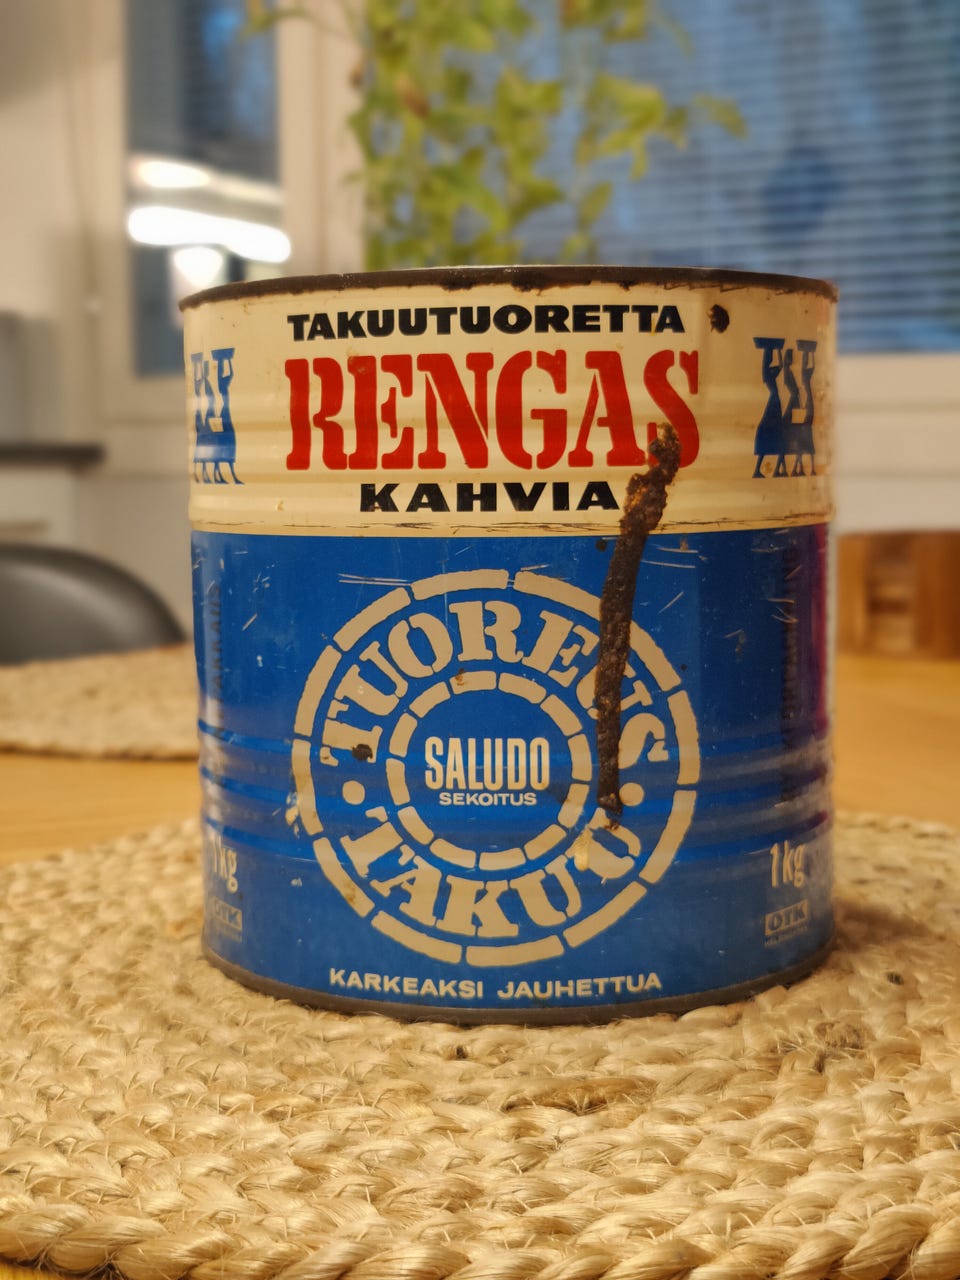 TAKUUTUORETTA
RENGAS
KAHVIA
TUOREUS
SALUDO
SEKOITUS
TAKUU
1kg
OTK
1kg
OTK
KARKEAKSI JAUHETTUA